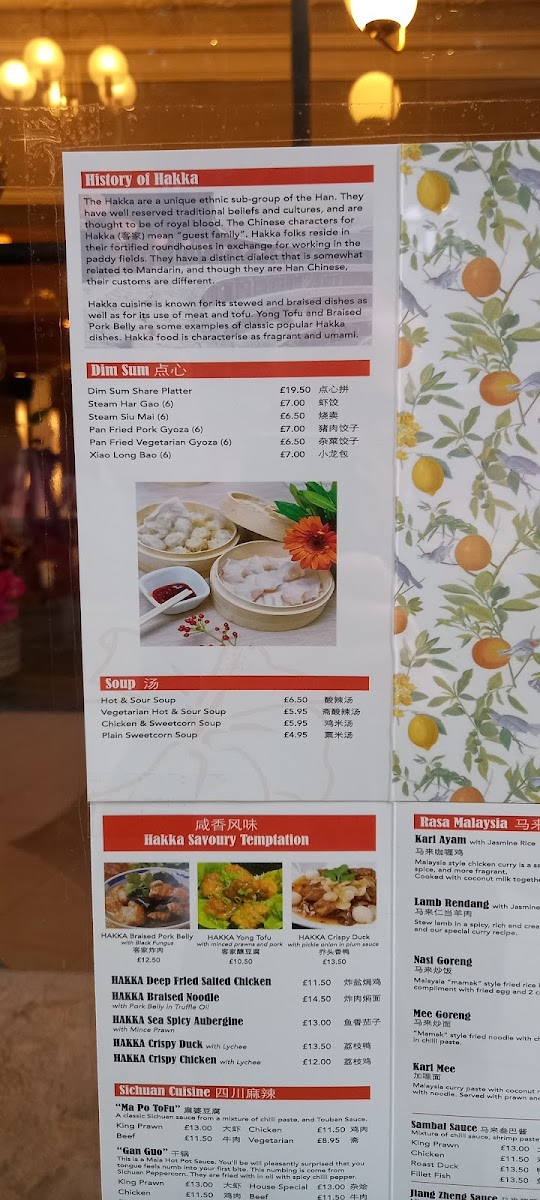 History of Hakka
The Hakka are a unique ethnic sub-group of the Han. They
have well reserved traditional beliefs and cultures, and are
thought to be of royal blood. The Chinese characters for
Hakka (客家) mean "guest family". Hakka folks reside in
their fortified roundhouses in exchange for working in the
paddy fields. They have a distinct dialect that is somewhat
related to Mandarin, and though they are Han Chinese,
their customs are different.
Hakka cuisine is known for its stewed and braised dishes as
well as for its use of meat and tofu. Yong Tofu and Braised
Pork Belly are some examples of classic popular Hakka
dishes. Hakka food is characterise as fragrant and umami.
Dim Sum 点心
Dim Sum Share Platter £19.50 点心拼
Steam Har Gao (6) £7.00 虾饺
Steam Siu Mai (6) £6.50 烧卖
Pan Fried Pork Gyoza (6) £7.00 猪肉饺子
Pan Fried Vegetarian Gyoza (6) £6.50 杂菜饺子
Xiao Long Bao (6) £7.00 小龙包
Soup 汤
Hot & Sour Soup £6.50 酸辣汤
Vegetarian Hot & Sour Soup £5.95 斋酸辣汤
Chicken & Sweetcorn Soup £5.95 鸡米汤
Plain Sweetcorn Soup £4.95 粟米汤
咸香风味
Hakka Savoury Temptation
HAKKA Braised Pork Belly
with Black Fungus
客家炸肉
£12.50
HAKKA Yong Tofu
with minced prawns and pork
客家釀豆腐
£10.50
HAKKA Crispy Duck
with pickle onion in plum sauce
荞头香鸭
£13.50
HAKKA Deep Fried Salted Chicken £11.50 炸盐焗鸡
HAKKA Braised Noodle £14.50 炸肉焖面
with Pork Belly in Truffle Oil
HAKKA Sea Spicy Aubergine £13.00 鱼香茄子
with Mince Prawn
HAKKA Crispy Duck with Lychee £13.50 荔枝鸭
HAKKA Crispy Chicken with Lychee £12.00 荔枝鸡
Sichuan Cuisine 四川麻辣
"Ma Po ToFu" 麻婆豆腐
A classic Sichuan sauce from a mixture of chilli paste, and Touban Sauce.
King Prawn £13.00 大虾 Chicken £11.50 鸡肉
Beef £11.50 牛肉 Vegetarian £8.95 斋
"Gan Guo" 干锅
This is a Mala Hot Pot Sauce. You'll be will pleasantly surprised that you
tongue feels numb into your first bite. This numbing is come from
Sichuan Peppercorn. They are fried with in oil with spicy chilli pepper.
King Prawn £13.00 大虾 House Special £13.00 杂烩
Chicken £11.50 鸡肉 Beef £11.50 牛肉
Rasa Malaysia 马来
Kari Ayam with Jasmine Rice
马来咖喱鸡
Malaysia style chicken curry is a
spice, and more fragrant.
Cooked with coconut milk
Lamb Rendang with Jasmine
马来仁当羊肉
Stew lamb in a spicy, rich and
and our special curry recipe.
Nasi Goreng
马来炒饭
Malaysia "mamak" style fried rice
compliment with fried egg and 2
Mee Goreng
马来炒面
"Mamak" style fried noodle with
in chilli paste.
Kari Mee
加喱面
Malaysia curry paste with coconut
with noodle. Served with prawn and
Sambal Sauce 马来叁巴酱
Mixture of chilli sauce, shrimp paste
King Prawn £13.00
Chicken £11.50
Roast Duck £13.50
Fillet Fish £13.50
Jiang Zheng Sauce